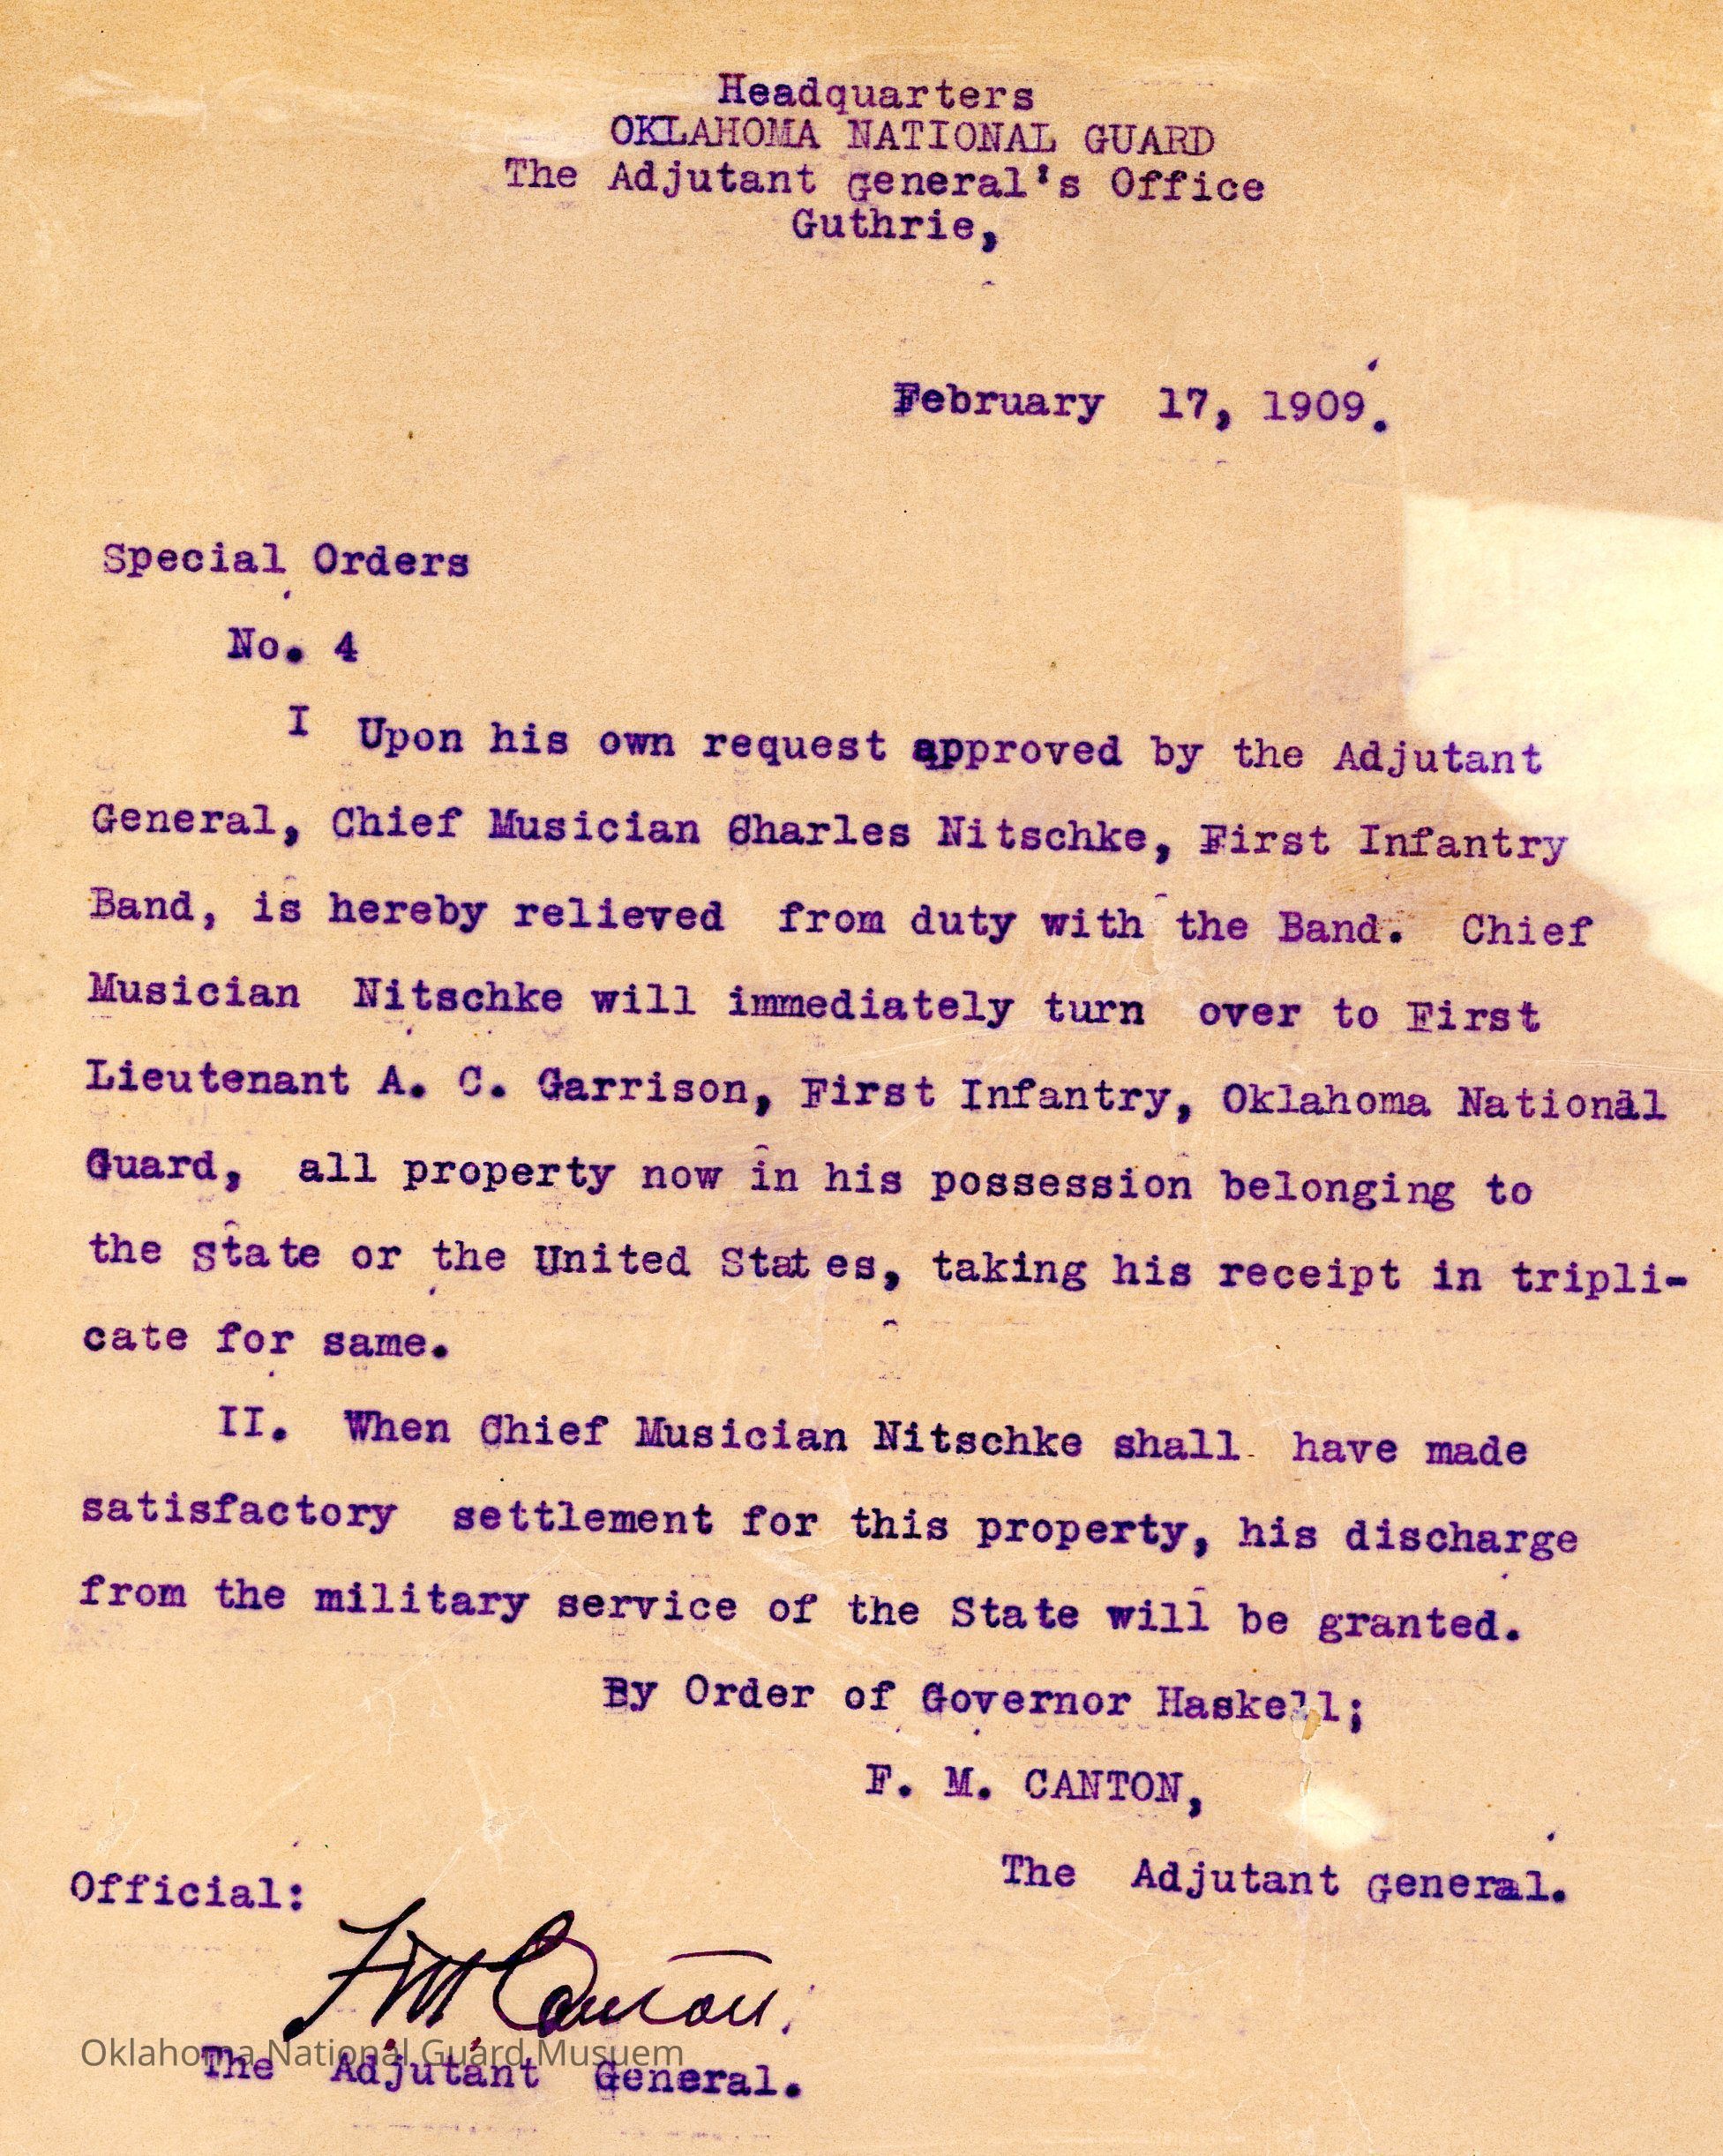 Headquarters
OKLAHOMA NATIONAL GUARD
The Adjutant General's Office
Guthrie,
February 17, 1909.
Special Orders
No. 4
I Upon his own request approved by the Adjutant
General, Chief Musician Charles Nitschke, First Infantry
Band, is hereby relieved from duty with the Band. Chief
Musician Nitschke will immediately turn over to First
Lieutenant A. C. Garrison, First Infantry, Oklahoma National
Guard, all property now in his possession belonging to
the State or the United States, taking his receipt in tripli-
cate for same.
II. When Chief Musician Nitschke shall have made
satisfactory settlement for this property, his discharge
from the military service of the State will be granted.
By Order of Governor Haskell;
F. M. CANTON,
The Adjutant General.
Official:
F M Canton.
Oklahoma National Guard Musuem
The Adjutant General.